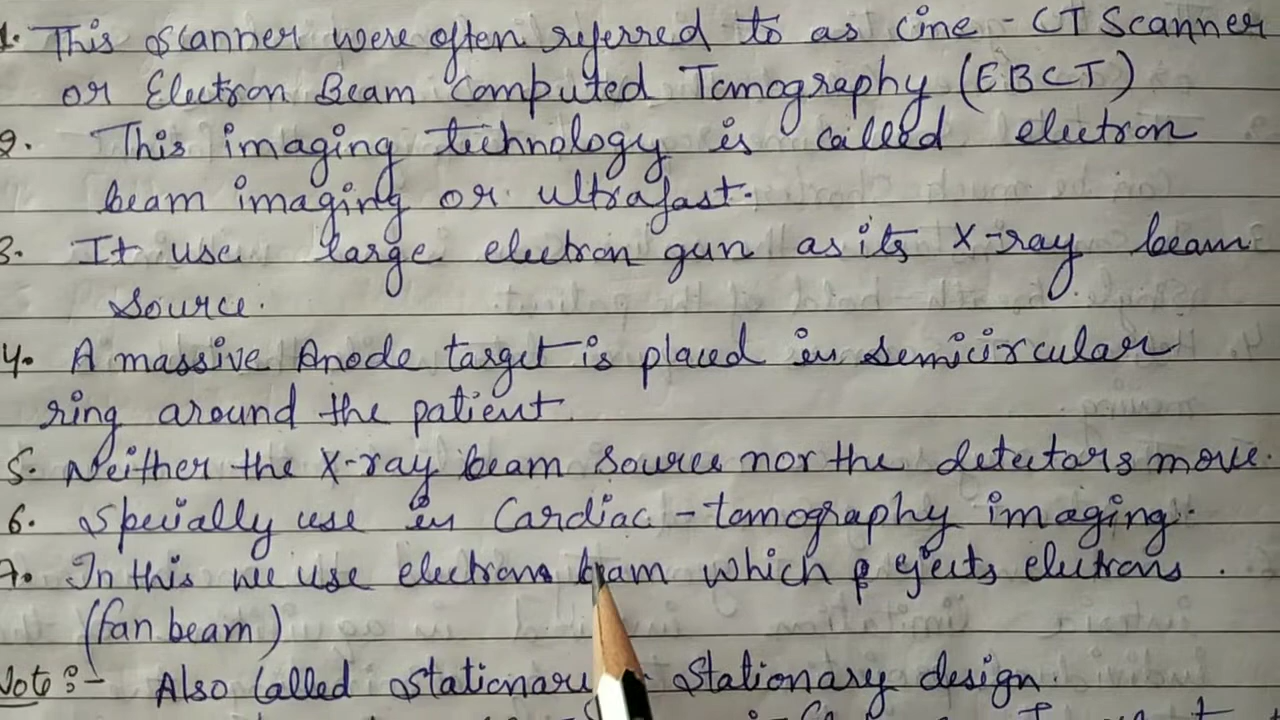 1. This scanner were often referred to as cine - CT Scanner
or Electron Beam Computed Tomography (EBCT)
2. This imaging technology is called electron
beam imaging or ultrafast.
3. It use large electron gun as its X-ray beam
source.
4. A massive Anode target is placed in semicircular
ring around the patient
5. Neither the X-ray beam source nor the detectors move.
6. Specially use in Cardiac - tomography imaging.
7. In this we use electrons beam which ejects electrons.
(fan beam)
Note :- Also Called stationary - stationary design.